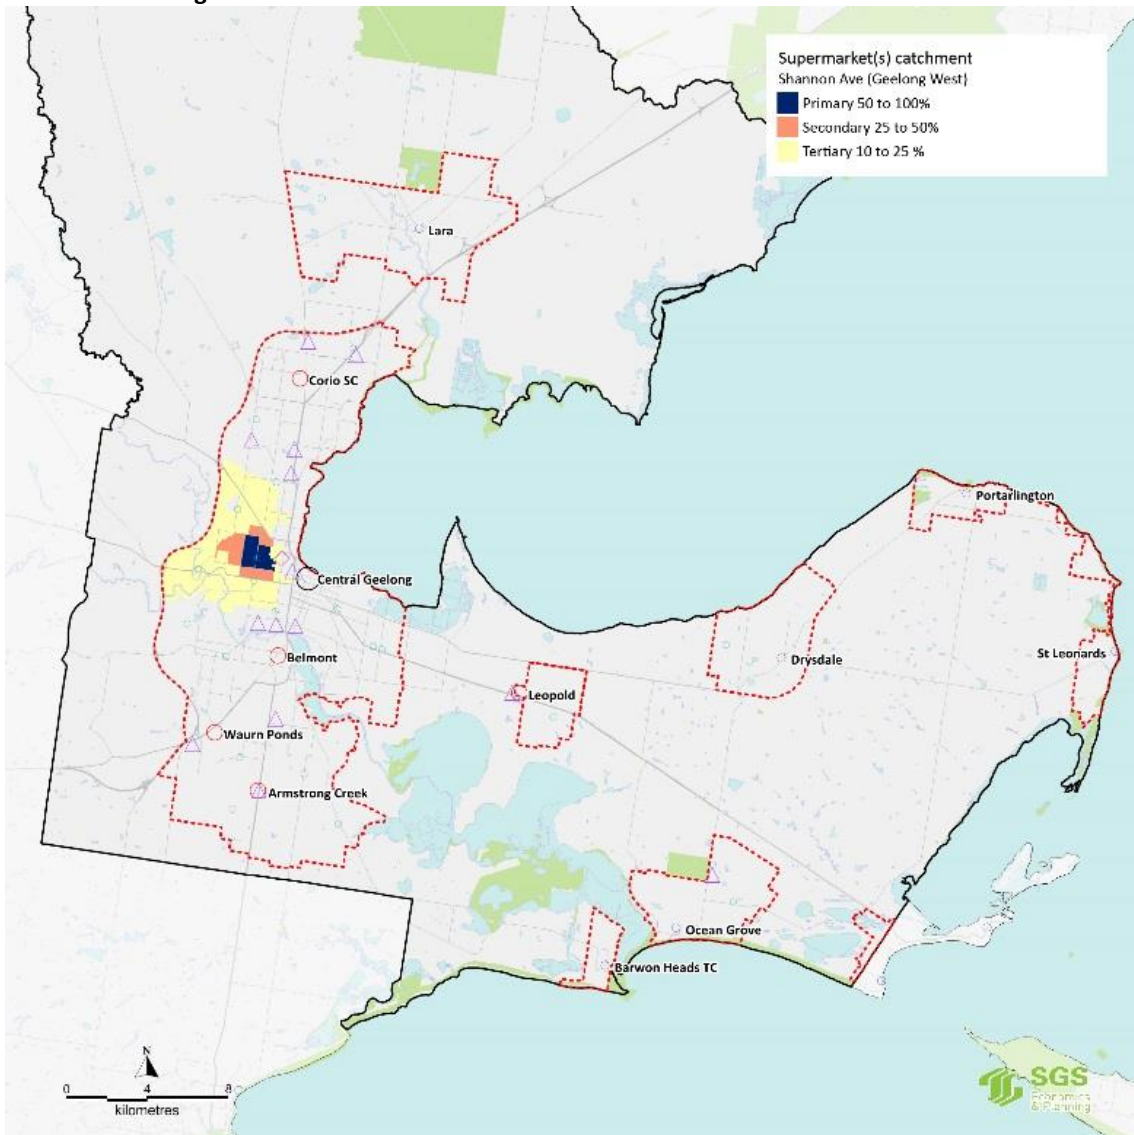 Supermarket(s) catchment
Shannon Ave (Geelong West)
Primary 50 to 100%
Secondary 25 to 50%
Tertiary 10 to 25 %
Lara
Corio SC
Portarlington
Central Geelong
St Leonards
Drysdale
Belmont
Leopold
Waurn Ponds
Armstrong Creek
Ocean Grove
Barwon Heads TC
N
0 4 8
kilometres
SGS
Economics
& Planning